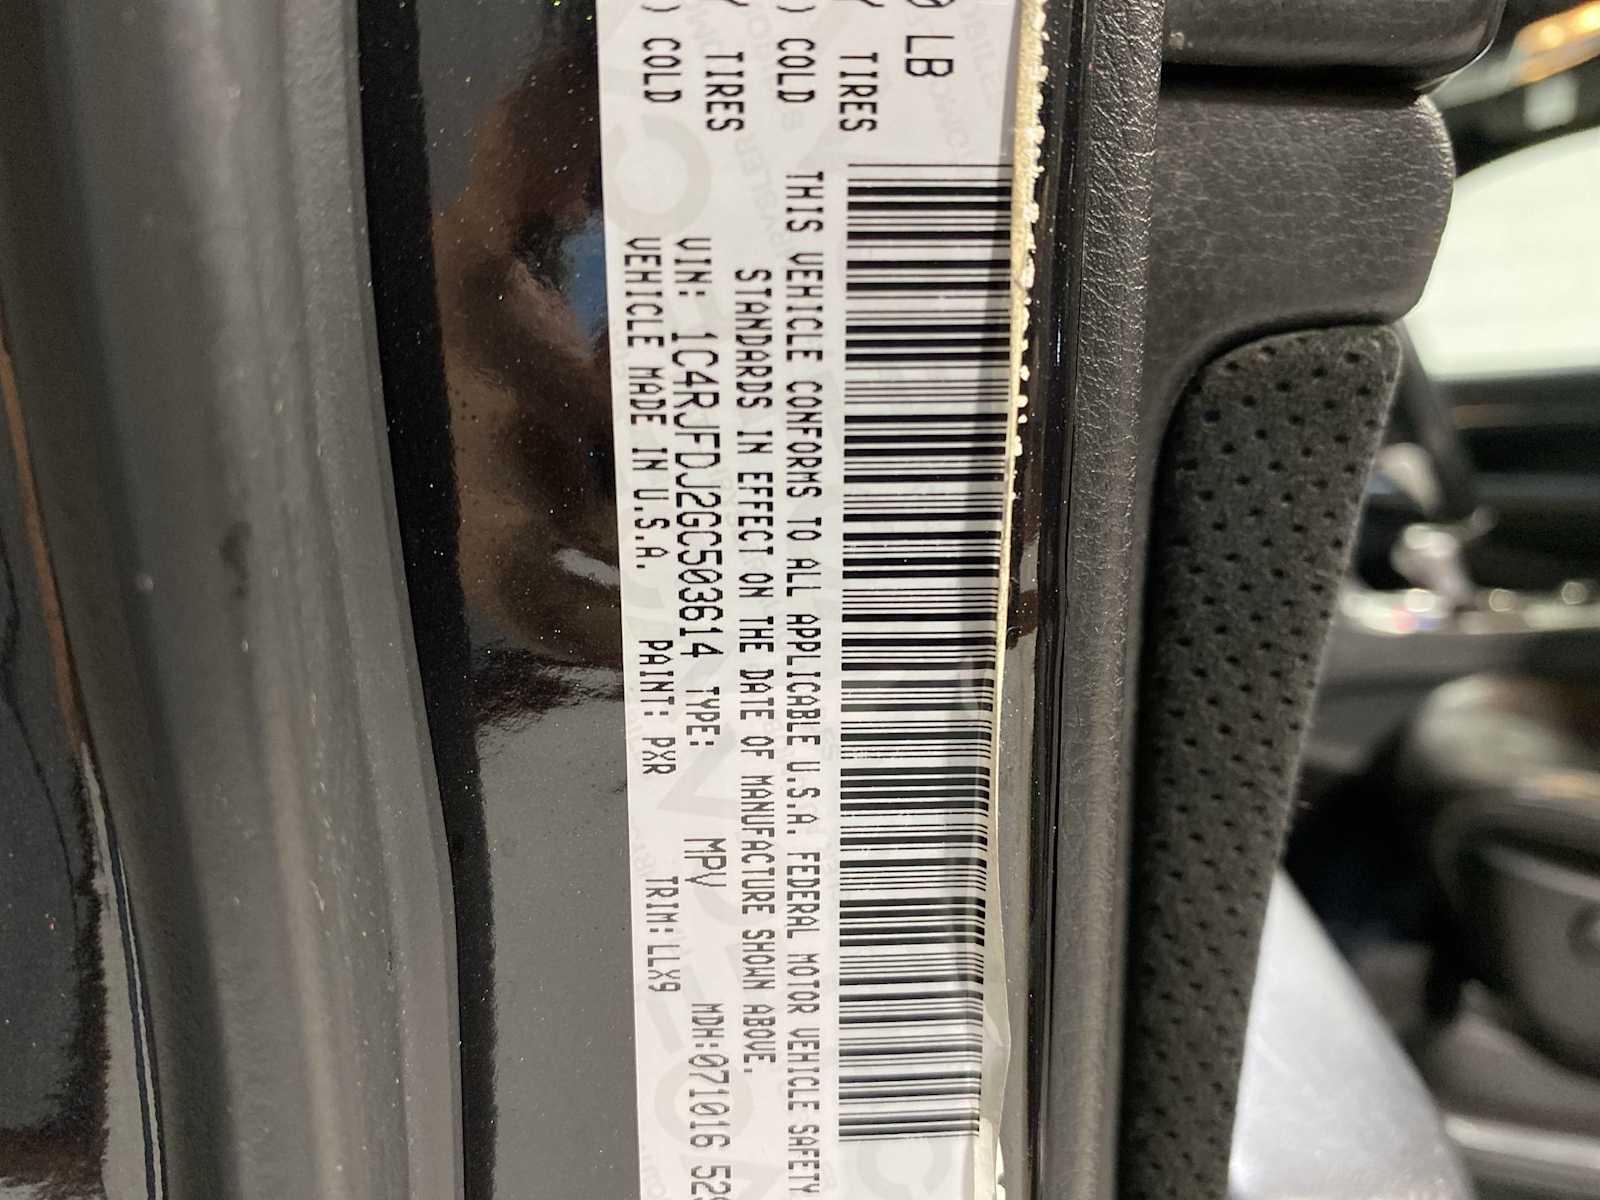 0 LB
Y TIRES
) COLD
Y TIRES
) COLD
THIS VEHICLE CONFORMS TO ALL APPLICABLE U.S.A. FEDERAL MOTOR VEHICLE SAFETY
STANDARDS IN EFFECT ON THE DATE OF MANUFACTURE SHOWN ABOVE.
VIN: 1C4RJFDJ2GC503614 TYPE: MPV MDH:071016 52
VEHICLE MADE IN U.S.A. PAINT: PXR TRIM:LLX9